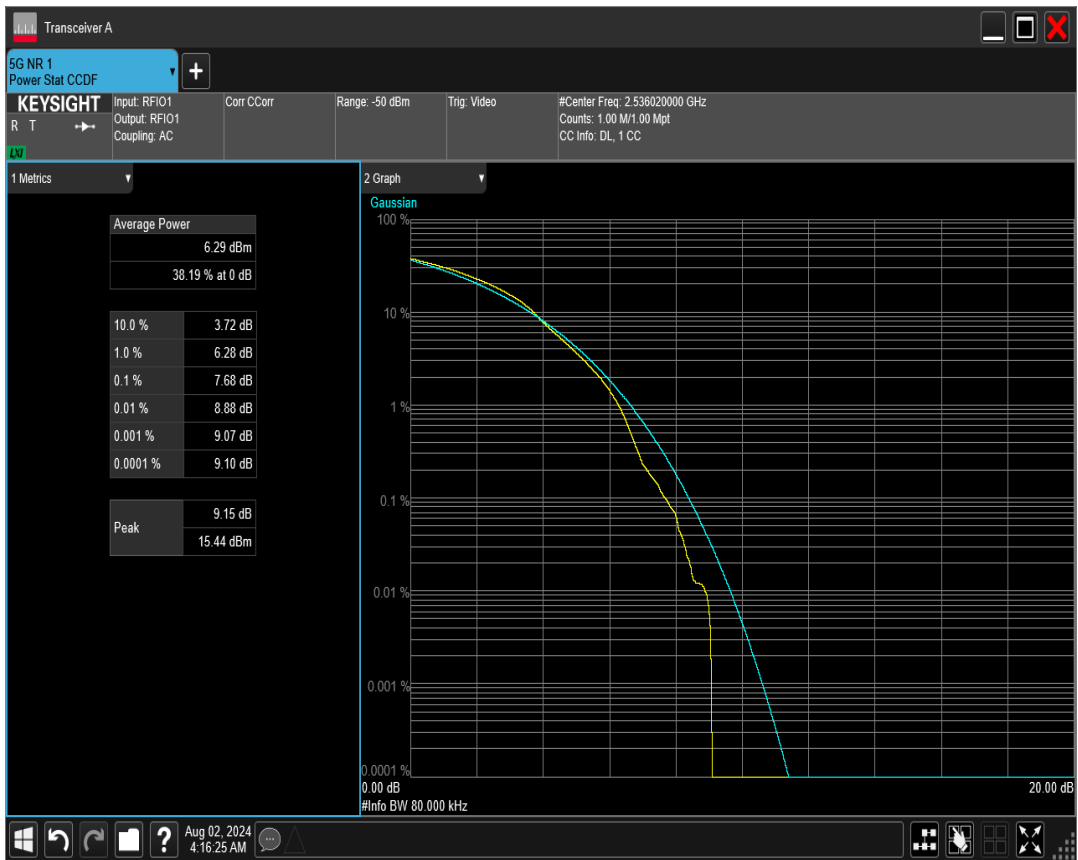 Transceiver A
5G NR 1
Power Stat CCDF
+
KEYSIGHT
R T
LXI
Input: RFIO1
Output: RFIO1
Coupling: AC
Corr CCorr
Range: -50 dBm
Trig: Video
#Center Freq: 2.536020000 GHz
Counts: 1.00 M/1.00 Mpt
CC Info: DL, 1 CC
1 Metrics
Average Power
6.29 dBm
38.19 % at 0 dB
10.0 % 3.72 dB
1.0 % 6.28 dB
0.1 % 7.68 dB
0.01 % 8.88 dB
0.001 % 9.07 dB
0.0001 % 9.10 dB
Peak
9.15 dB
15.44 dBm
2 Graph
Gaussian
100 %
10 %
1 %
0.1 %
0.01 %
0.001 %
0.0001 %
0.00 dB 20.00 dB
#Info BW 80.000 kHz
?
Aug 02, 2024
4:16:25 AM